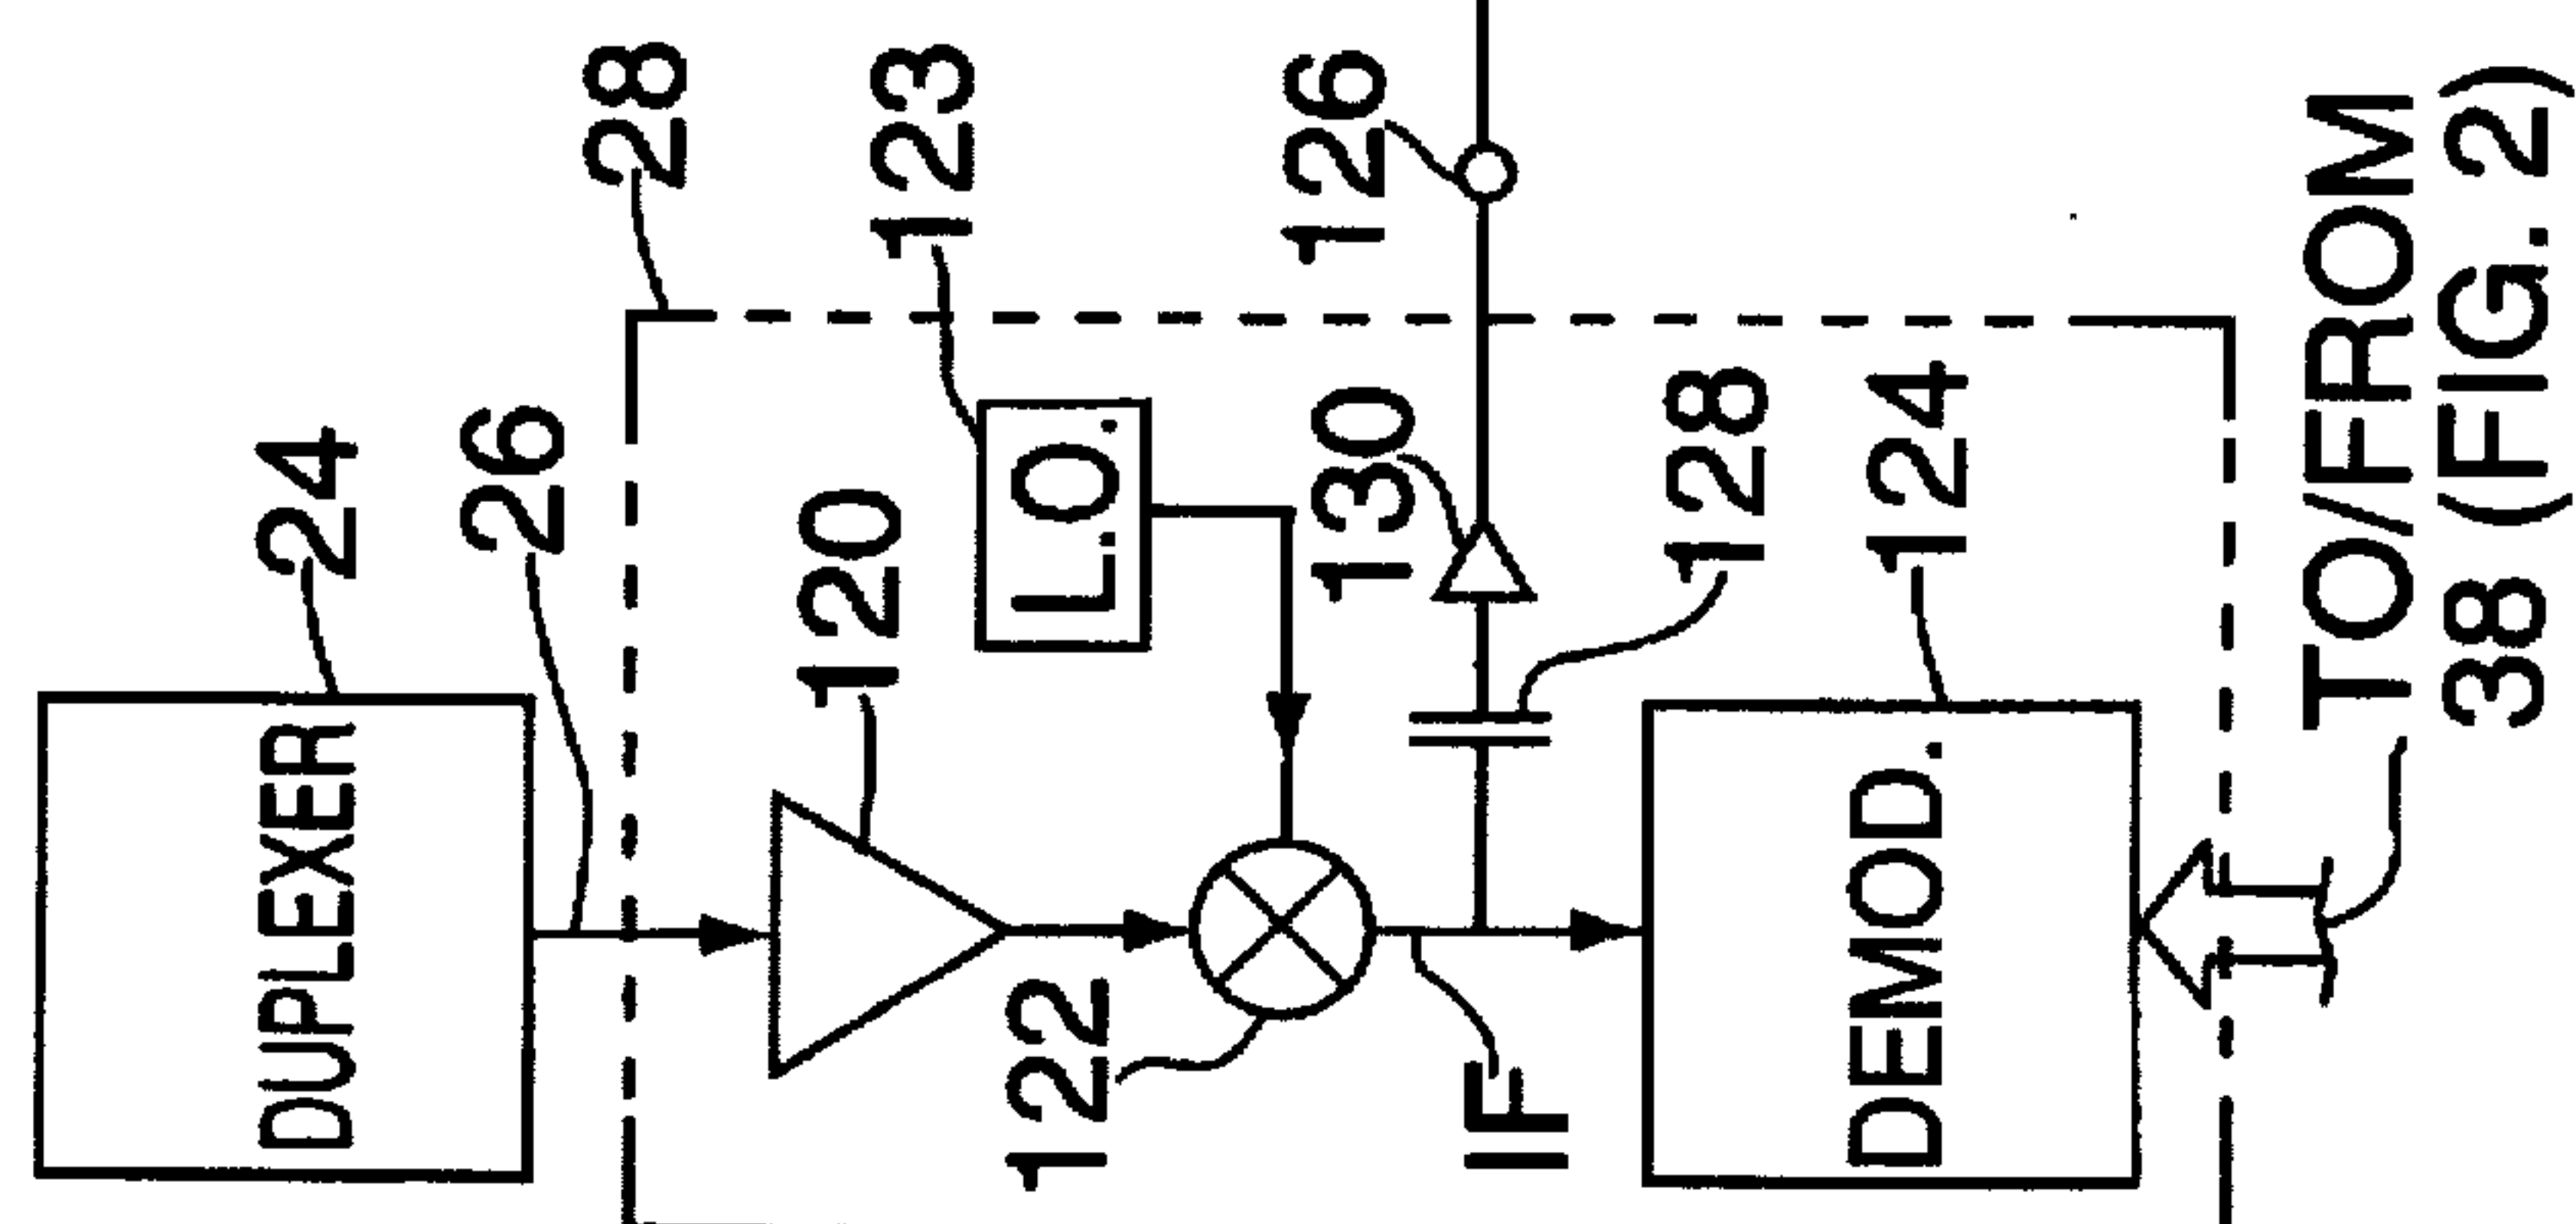 DUPLEXER
24
26
28
120
123
L.O.
122
126
130
IF
128
124
DEMOD.
TO/FROM
38 (FIG. 2)